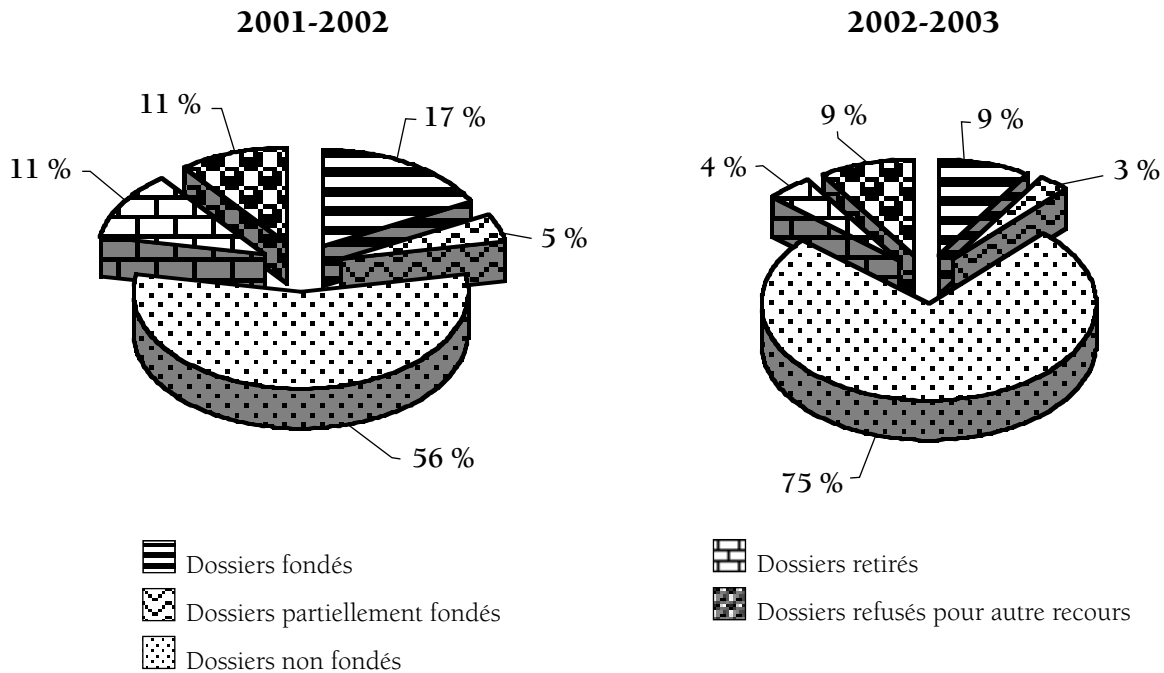 2001-2002
11 %
17 %
11 %
5 %
56 %
2002-2003
9 %
9 %
4 %
3 %
75 %
Dossiers fondés
Dossiers partiellement fondés
Dossiers non fondés
Dossiers retirés
Dossiers refusés pour autre recours